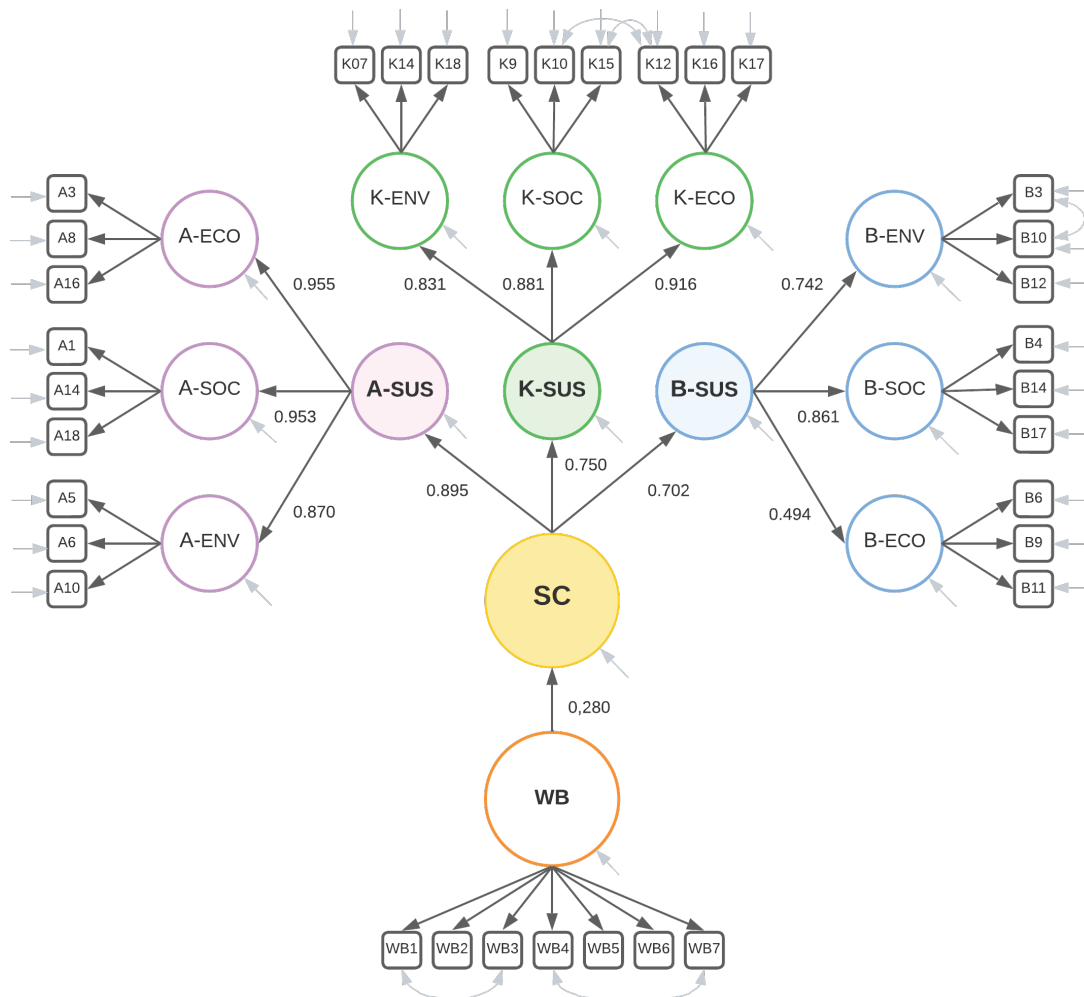 K07 K14 K18 K9 K10 K15 K12 K16 K17
K-ENV K-SOC K-ECO
A3
A8
A16
A-ECO
B-ENV
B3
B10
B12
0.955 0.831 0.881 0.916 0.742
A1
A14
A18
A-SOC
A-SUS K-SUS B-SUS
B-SOC
B4
B14
B17
0.953 0.861
0.895 0.750 0.702
0.870 0.494
A5
A6
A10
A-ENV
B-ECO
B6
B9
B11
SC
0,280
WB
WB1 WB2 WB3 WB4 WB5 WB6 WB7